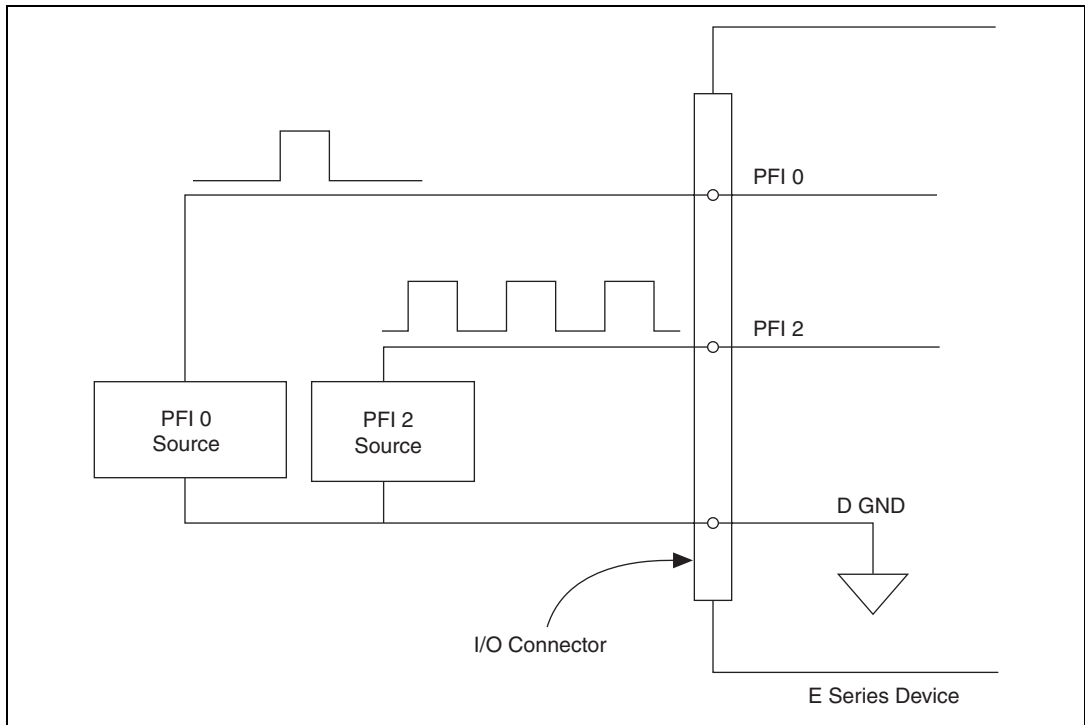 PFI 0
PFI 2
PFI 0
Source
PFI 2
Source
D GND
I/O Connector
E Series Device